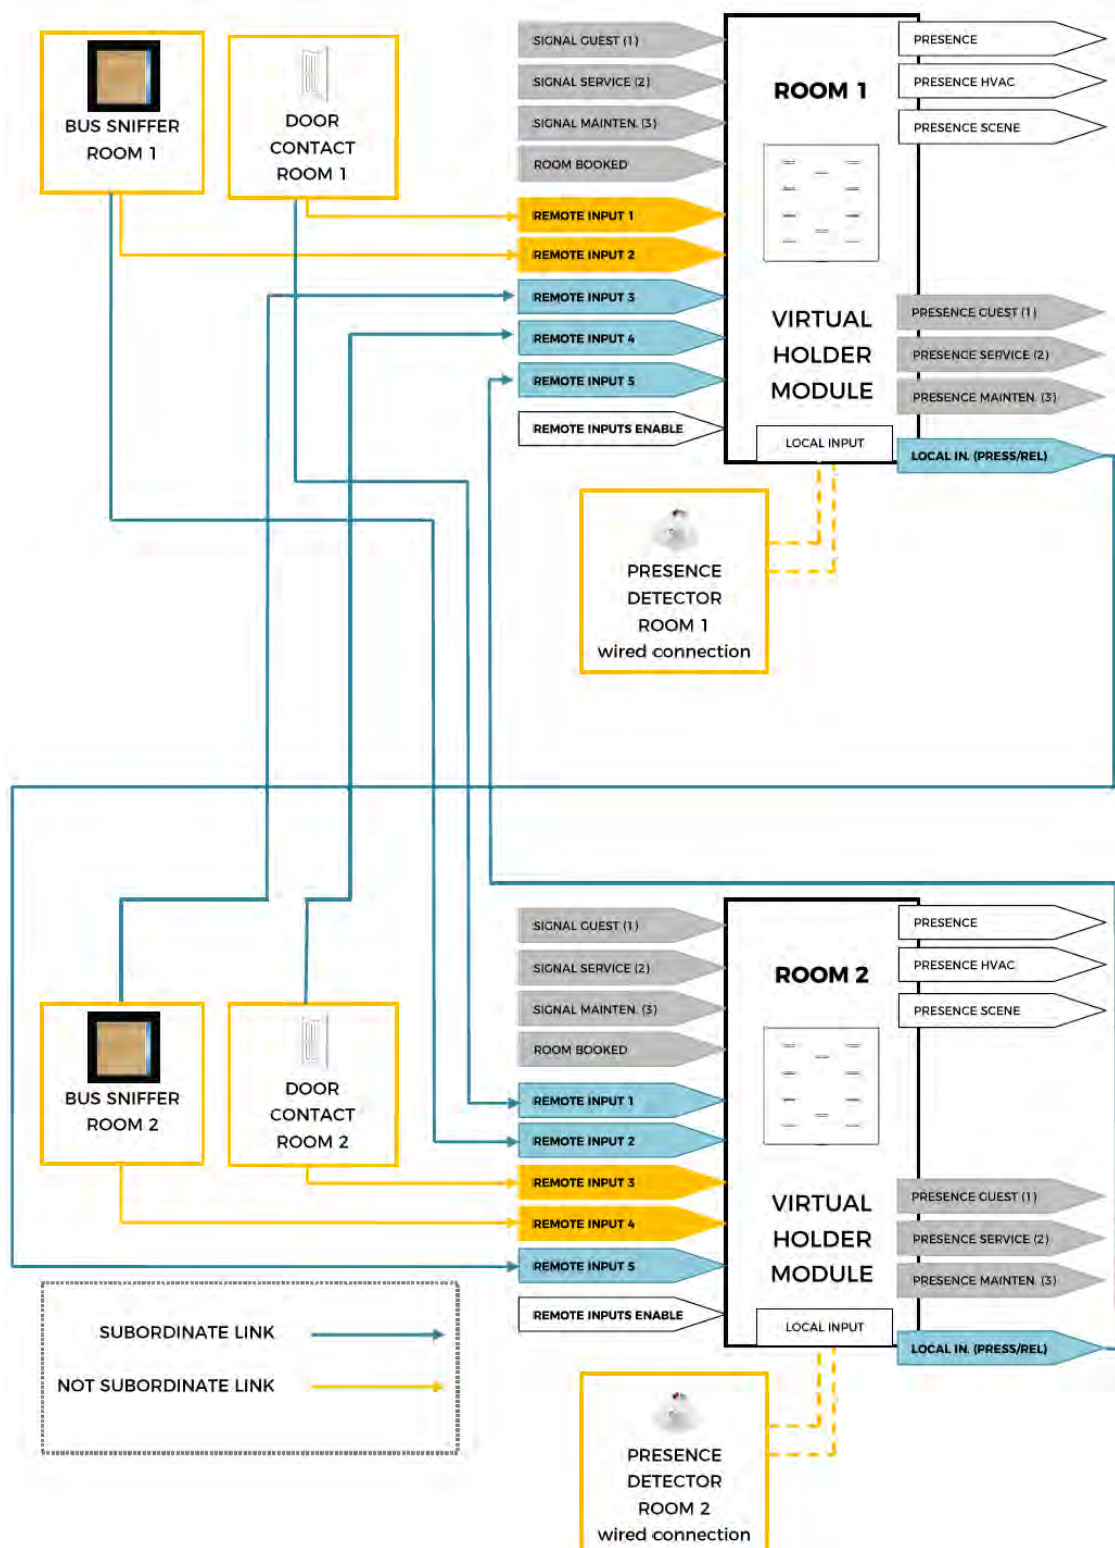 BUS SNIFFER
ROOM 1
DOOR
CONTACT
ROOM 1
SIGNAL GUEST (1)
SIGNAL SERVICE (2)
SIGNAL MAINTEN. (3)
ROOM BOOKED
REMOTE INPUT 1
REMOTE INPUT 2
REMOTE INPUT 3
REMOTE INPUT 4
REMOTE INPUT 5
REMOTE INPUTS ENABLE
ROOM 1
VIRTUAL
HOLDER
MODULE
LOCAL INPUT
PRESENCE
PRESENCE HVAC
PRESENCE SCENE
PRESENCE GUEST (1)
PRESENCE SERVICE (2)
PRESENCE MAINTEN. (3)
LOCAL IN. (PRESS/REL)
PRESENCE
DETECTOR
ROOM 1
wired connection
BUS SNIFFER
ROOM 2
DOOR
CONTACT
ROOM 2
SIGNAL GUEST (1)
SIGNAL SERVICE (2)
SIGNAL MAINTEN. (3)
ROOM BOOKED
REMOTE INPUT 1
REMOTE INPUT 2
REMOTE INPUT 3
REMOTE INPUT 4
REMOTE INPUT 5
REMOTE INPUTS ENABLE
ROOM 2
VIRTUAL
HOLDER
MODULE
LOCAL INPUT
PRESENCE
PRESENCE HVAC
PRESENCE SCENE
PRESENCE GUEST (1)
PRESENCE SERVICE (2)
PRESENCE MAINTEN. (3)
LOCAL IN. (PRESS/REL)
SUBORDINATE LINK
NOT SUBORDINATE LINK
PRESENCE
DETECTOR
ROOM 2
wired connection